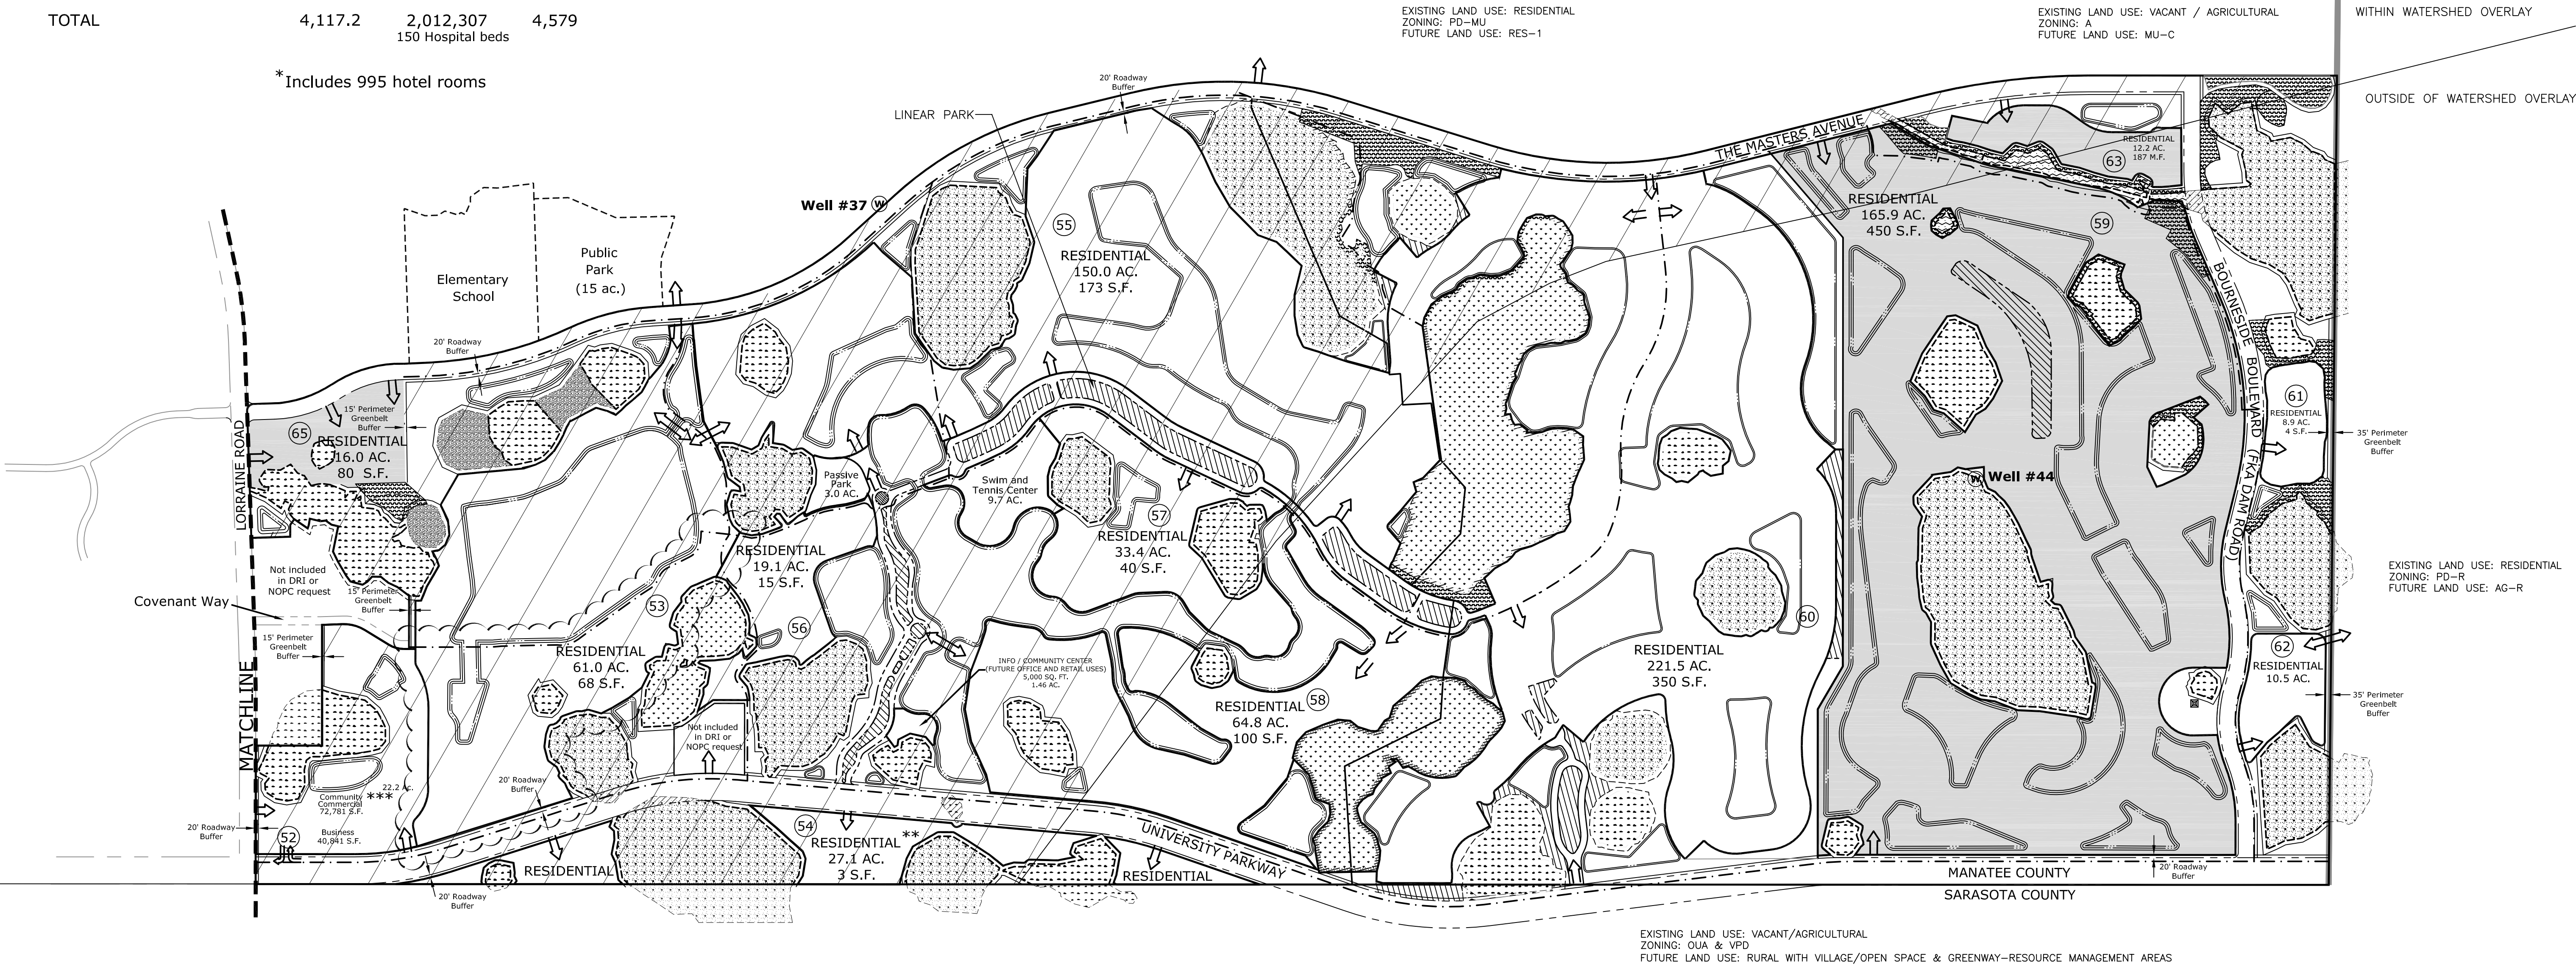 TOTAL 4,117.2 2,012,307 4,579
150 Hospital beds
*Includes 995 hotel rooms
EXISTING LAND USE: RESIDENTIAL
ZONING: PD-MU
FUTURE LAND USE: RES-1
EXISTING LAND USE: VACANT / AGRICULTURAL
ZONING: A
FUTURE LAND USE: MU-C
WITHIN WATERSHED OVERLAY
OUTSIDE OF WATERSHED OVERLAY
20' Roadway
Buffer
LINEAR PARK
THE MASTERS AVENUE
RESIDENTIAL
12.2 AC.
187 M.F.
63
Well #37 W
55
RESIDENTIAL
150.0 AC.
173 S.F.
RESIDENTIAL
165.9 AC.
450 S.F.
59
Elementary
School
Public
Park
(15 ac.)
BOURNESIDE BOULEVARD (FKA DAM ROAD)
20' Roadway
Buffer
15' Perimeter
Greenbelt
Buffer
65
RESIDENTIAL
16.0 AC.
80 S.F.
LORRAINE ROAD
61
RESIDENTIAL
8.9 AC.
4 S.F.
35' Perimeter
Greenbelt
Buffer
Passive
Park
3.0 AC.
Swim and
Tennis Center
9.7 AC.
W Well #44
57
RESIDENTIAL
33.4 AC.
40 S.F.
RESIDENTIAL
19.1 AC.
15 S.F.
56
Not included
in DRI or
NOPC request
15' Perimeter
Greenbelt
Buffer
Covenant Way
53
RESIDENTIAL
61.0 AC.
68 S.F.
15' Perimeter
Greenbelt
Buffer
EXISTING LAND USE: RESIDENTIAL
ZONING: PD-R
FUTURE LAND USE: AG-R
60
RESIDENTIAL
221.5 AC.
350 S.F.
62
RESIDENTIAL
10.5 AC.
35' Perimeter
Greenbelt
Buffer
INFO / COMMUNITY CENTER
(FUTURE OFFICE AND RETAIL USES)
5,000 SQ. FT.
1.46 AC.
58
RESIDENTIAL
64.8 AC.
100 S.F.
MATCHLINE
Not included
in DRI or
NOPC request
20' Roadway
Buffer
22.2 Ac.
Community
Commercial ***
72,781 S.F.
Business
40,841 S.F.
52
20' Roadway
Buffer
54
RESIDENTIAL **
27.1 AC.
3 S.F.
RESIDENTIAL
RESIDENTIAL
UNIVERSITY PARKWAY
20' Roadway
Buffer
20' Roadway
Buffer
MANATEE COUNTY
SARASOTA COUNTY
EXISTING LAND USE: VACANT/AGRICULTURAL
ZONING: OUA & VPD
FUTURE LAND USE: RURAL WITH VILLAGE/OPEN SPACE & GREENWAY-RESOURCE MANAGEMENT AREAS